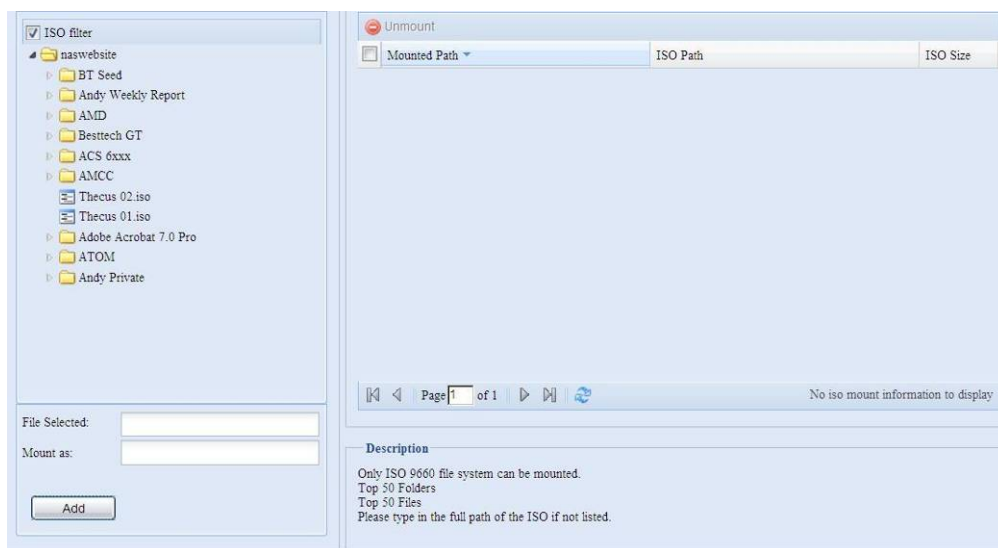 ISO filter
naswebsite
BT Seed
Andy Weekly Report
AMD
Besttech GT
ACS 6xxx
AMCC
Thecus 02.iso
Thecus 01.iso
Adobe Acrobat 7.0 Pro
ATOM
Andy Private
File Selected:
Mount as:
Add
Unmount
Mounted Path ISO Path ISO Size
Page 1 of 1 No iso mount information to display
Description
Only ISO 9660 file system can be mounted.
Top 50 Folders
Top 50 Files
Please type in the full path of the ISO if not listed.